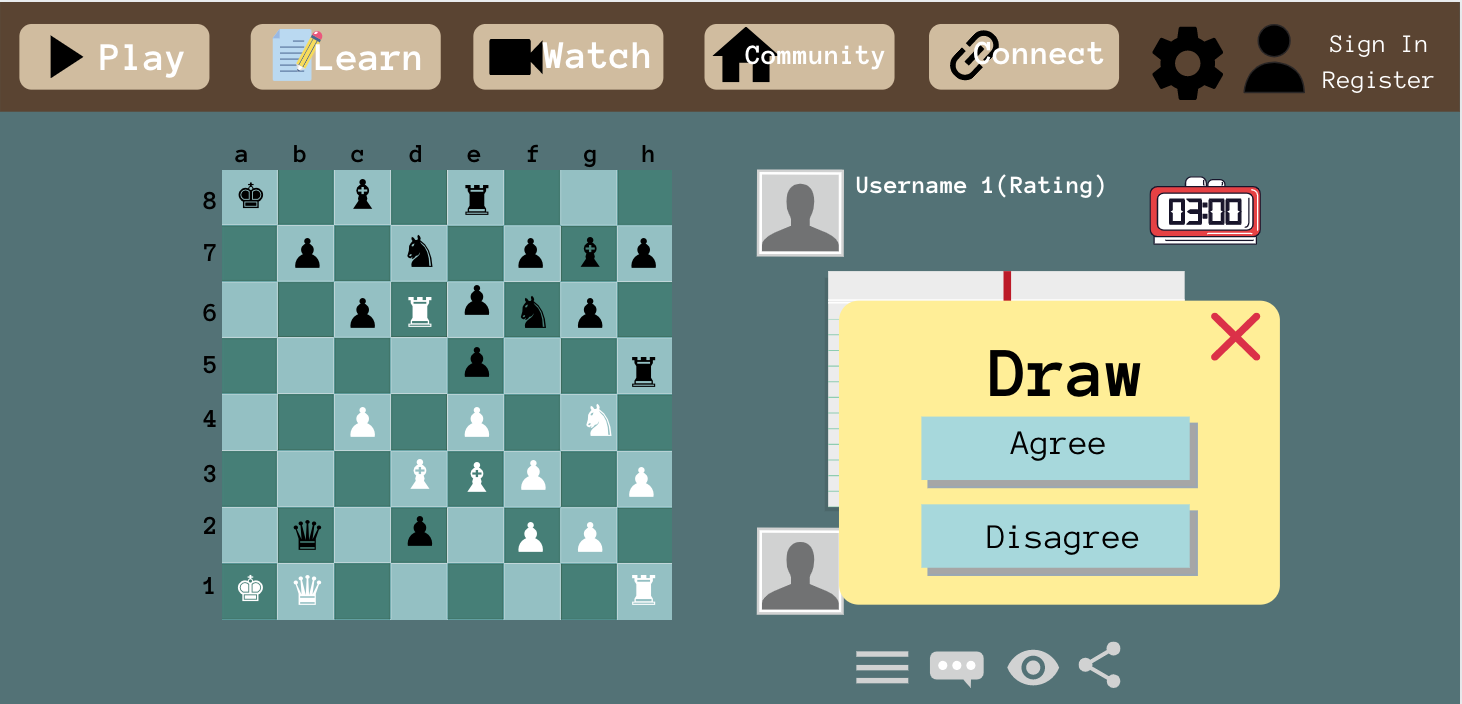 Play
Learn
Watch
Community
Connect
Sign In
Register
a b c d e f g h
8
7
6
5
4
3
2
1
Username 1(Rating)
03:00
Draw
Agree
Disagree